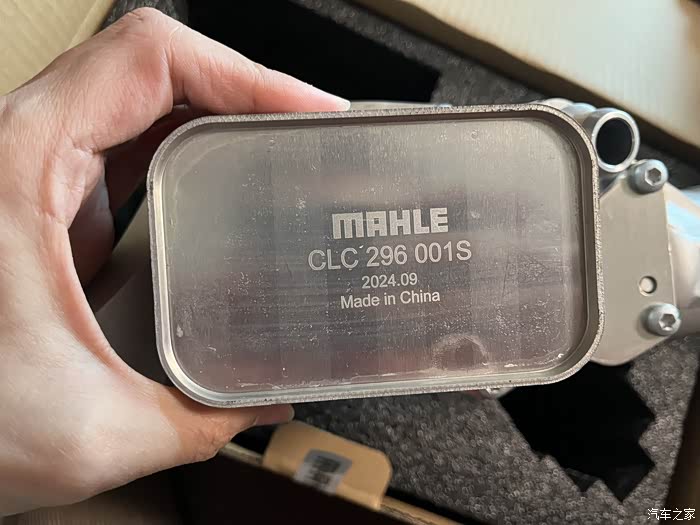 MAHLE
CLC 296 001S
2024.09
Made in China
汽车之家